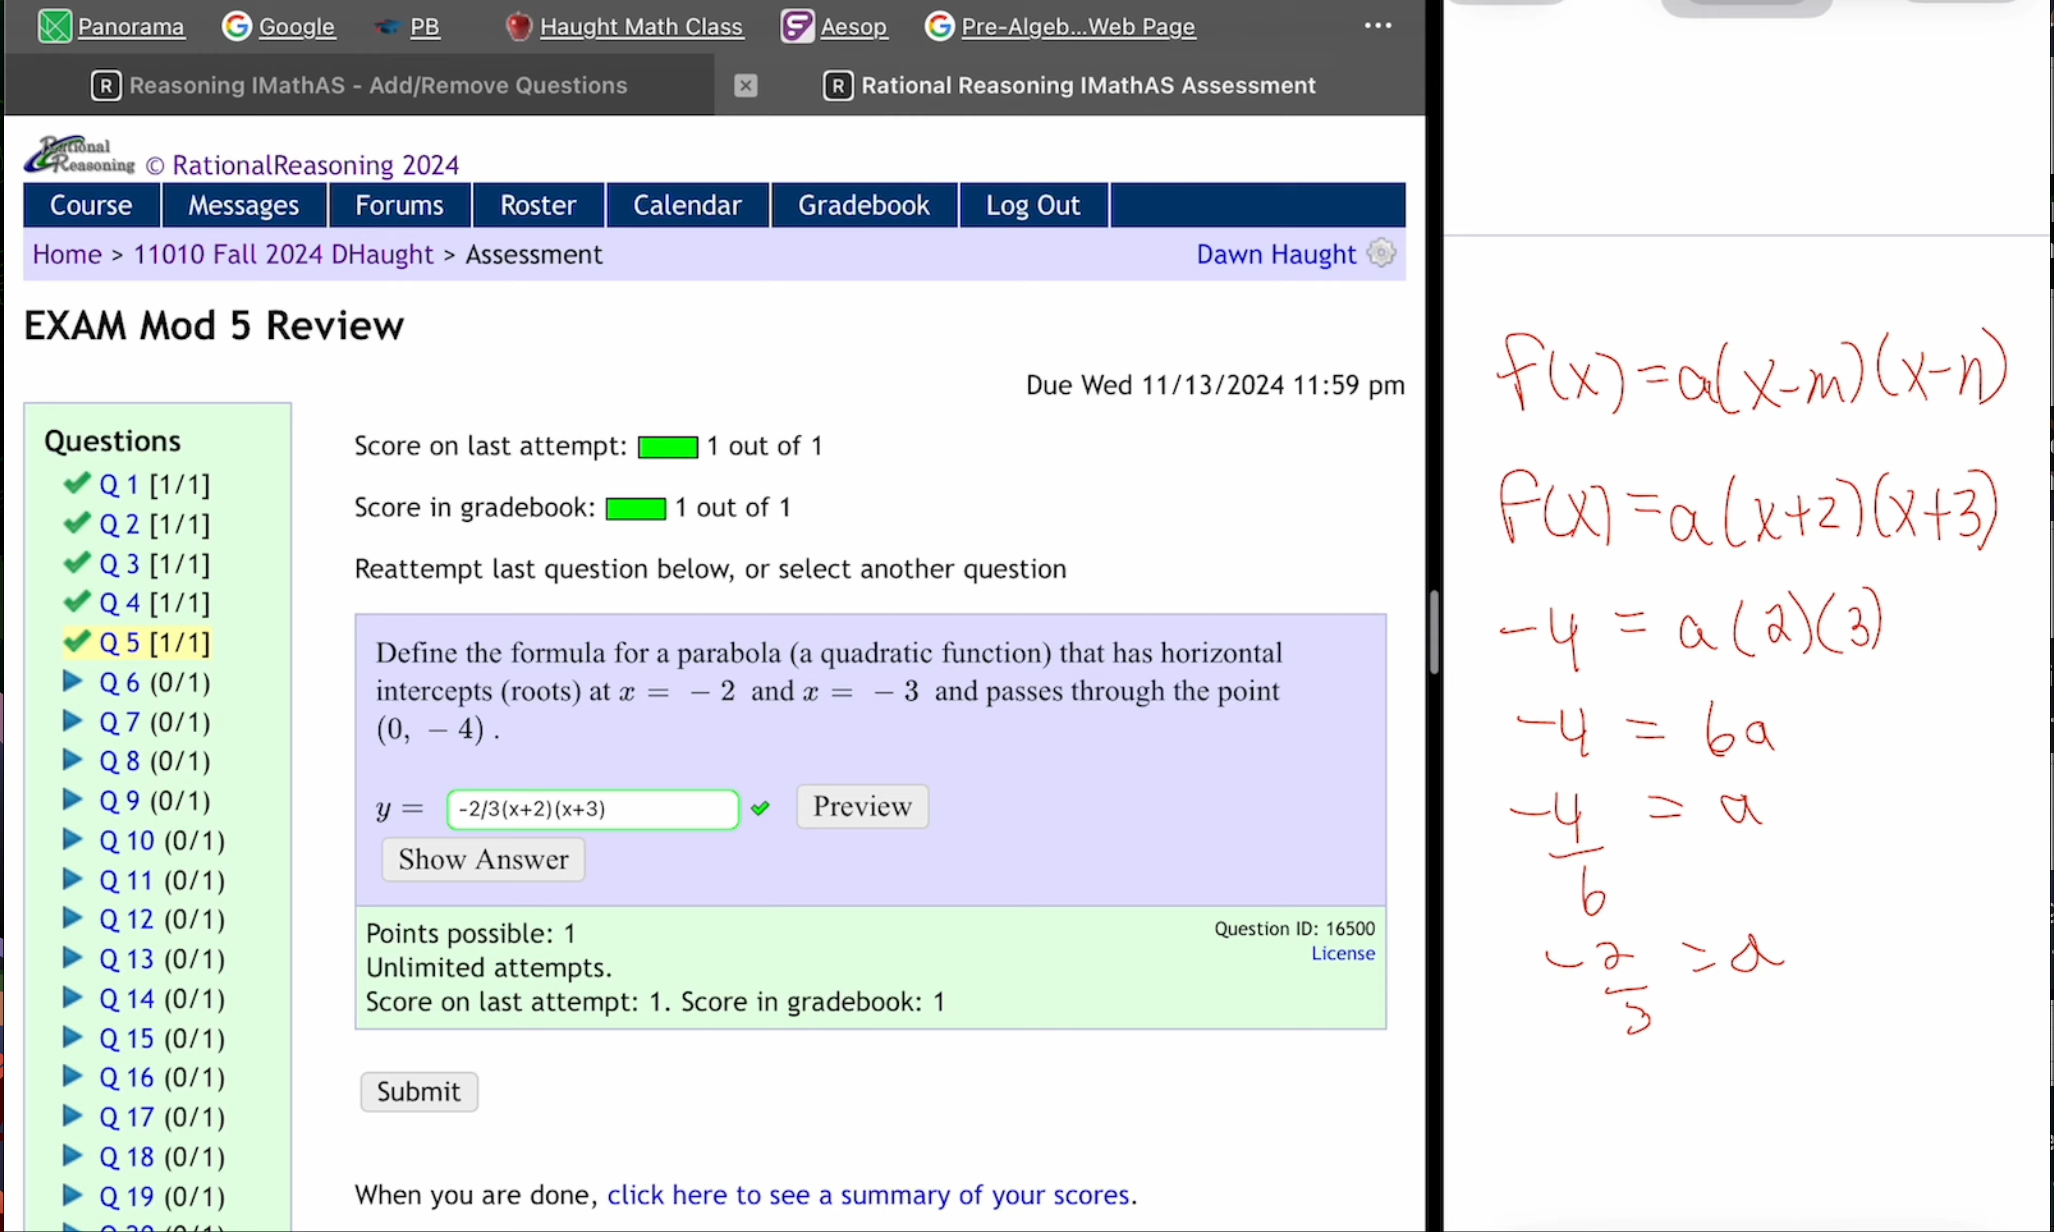 Panorama Google PB Haught Math Class Aesop Pre-Algeb...Web Page ...
R Reasoning IMathAS - Add/Remove Questions
R Rational Reasoning IMathAS Assessment
Rational
Reasoning © RationalReasoning 2024
Course Messages Forums Roster Calendar Gradebook Log Out
Home > 11010 Fall 2024 DHaught > Assessment
Dawn Haught
EXAM Mod 5 Review
Due Wed 11/13/2024 11:59 pm
Questions
Q 1 [1/1]
Q 2 [1/1]
Q 3 [1/1]
Q 4 [1/1]
Q 5 [1/1]
Q 6 (0/1)
Q 7 (0/1)
Q 8 (0/1)
Q 9 (0/1)
Q 10 (0/1)
Q 11 (0/1)
Q 12 (0/1)
Q 13 (0/1)
Q 14 (0/1)
Q 15 (0/1)
Q 16 (0/1)
Q 17 (0/1)
Q 18 (0/1)
Q 19 (0/1)
Score on last attempt: 1 out of 1
Score in gradebook: 1 out of 1
Reattempt last question below, or select another question
Define the formula for a parabola (a quadratic function) that has horizontal
intercepts (roots) at x = − 2 and x = − 3 and passes through the point
(0, − 4) .
y = -2/3(x+2)(x+3) Preview
Show Answer
Points possible: 1
Unlimited attempts.
Score on last attempt: 1. Score in gradebook: 1
Question ID: 16500
License
Submit
When you are done, click here to see a summary of your scores.
f(x)=a(x-m)(x-n)
f(x)=a(x+2)(x+3)
-4 = a(2)(3)
-4 = 6a
-4/6 = a
-2/3 = a